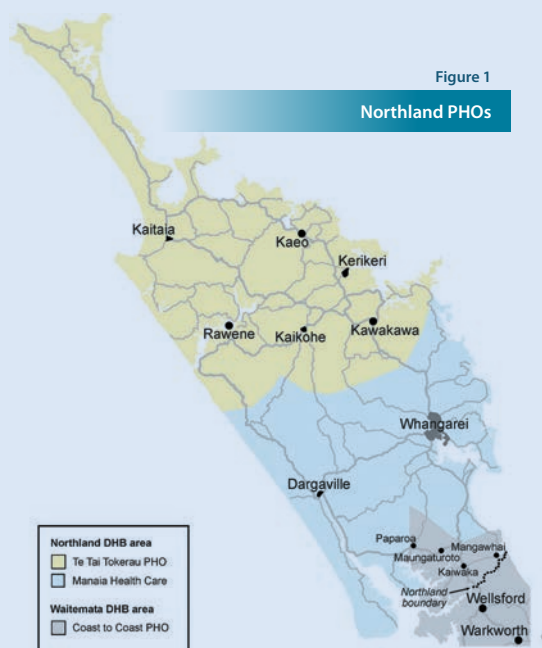 Figure 1
Northland PHOs
Kaitaia
Kaeo
Kerikeri
Rawene
Kaikohe
Kawakawa
Whangarei
Dargaville
Paparoa
Mangawhai
Maungaturoto
Kaiwaka
Northland
boundary
Wellsford
Warkworth
Northland DHB area
Te Tai Tokerau PHO
Manaia Health Care
Waitemata DHB area
Coast to Coast PHO